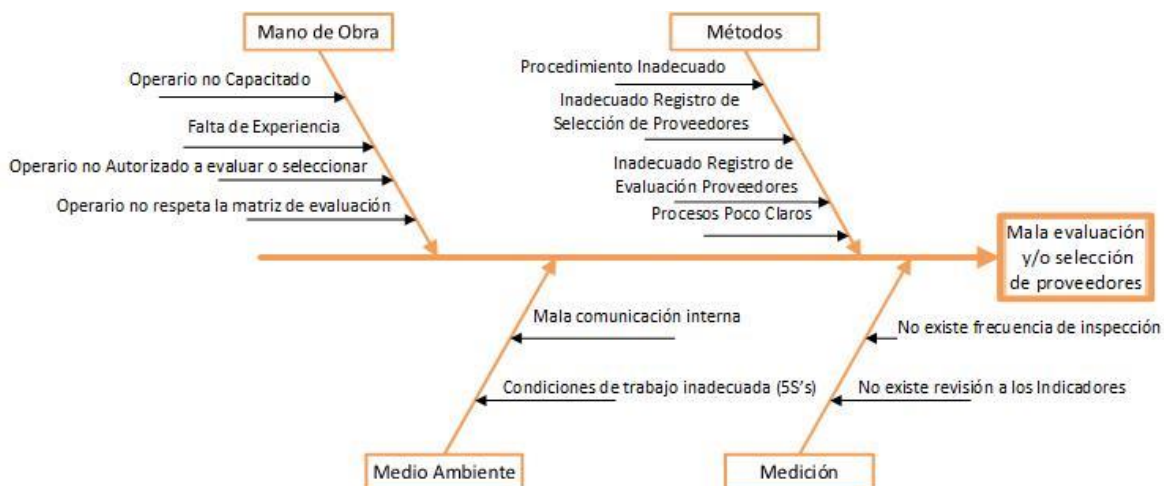 Mano de Obra
Operario no Capacitado
Falta de Experiencia
Operario no Autorizado a evaluar o seleccionar
Operario no respeta la matriz de evaluación
Métodos
Procedimiento Inadecuado
Inadecuado Registro de
Selección de Proveedores
Inadecuado Registro de
Evaluación Proveedores
Procesos Poco Claros
Mala evaluación
y/o selección
de proveedores
Mala comunicación interna
Condiciones de trabajo inadecuada (5S's)
Medio Ambiente
No existe frecuencia de inspección
No existe revisión a los Indicadores
Medición